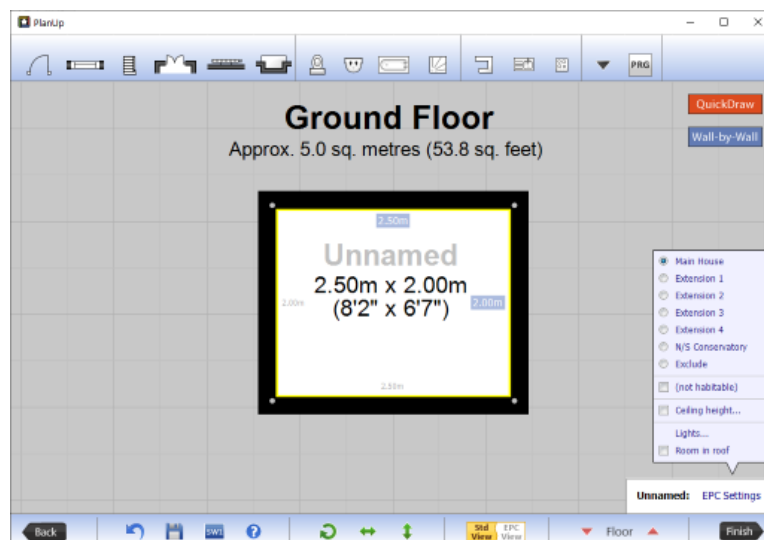 PlanUp
PRG
Ground Floor
Approx. 5.0 sq. metres (53.8 sq. feet)
QuickDraw
Wall-by-Wall
2.50m
Unnamed
2.50m x 2.00m
(8'2" x 6'7")
2.00m
2.00m
2.50m
Main House
Extension 1
Extension 2
Extension 3
Extension 4
N/S Conservatory
Exclude
(not habitable)
Ceiling height...
Lights...
Room in roof
Unnamed: EPC Settings
Back
SW1
?
Std View
EPC View
Floor
Finish